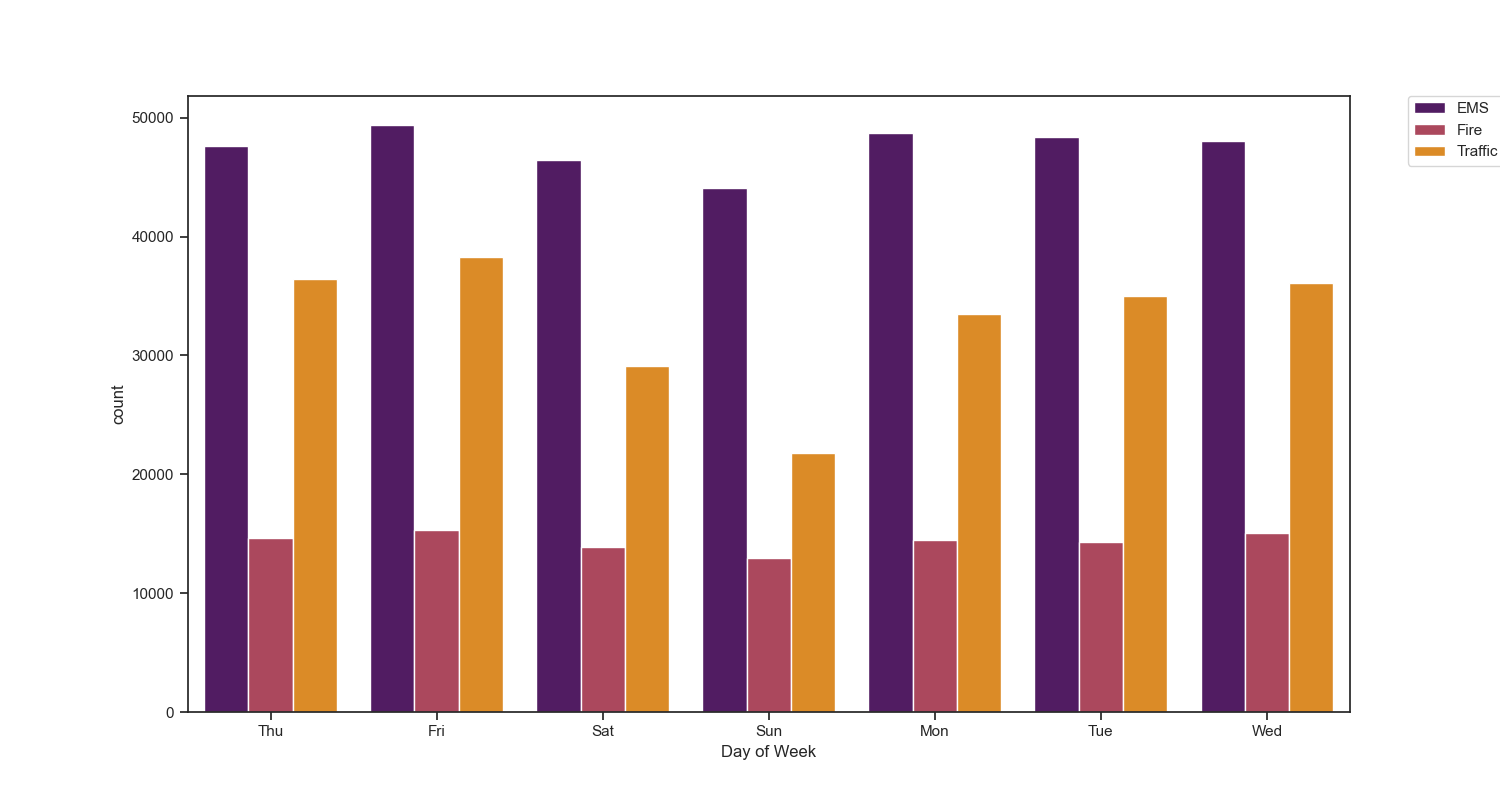 50000
40000
30000
20000
10000
0
count
Thu Fri Sat Sun Mon Tue Wed
Day of Week
EMS
Fire
Traffic